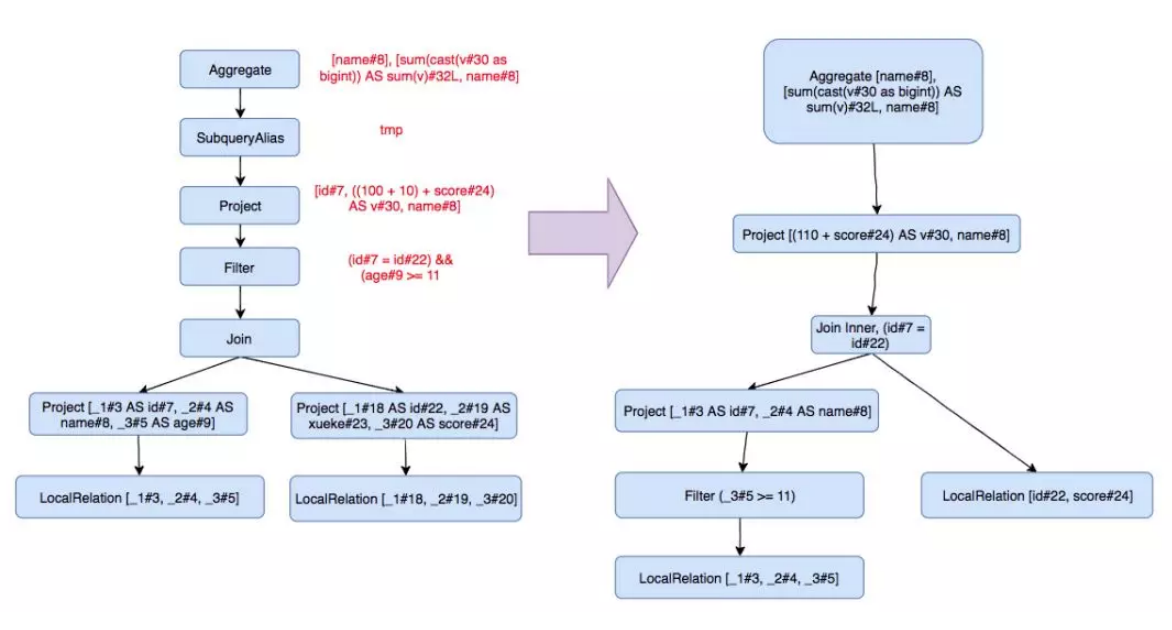 Aggregate
[name#8], [sum(cast(v#30 as
bigint)) AS sum(v)#32L, name#8]
SubqueryAlias
tmp
Project
[id#7, ((100 + 10) + score#24)
AS v#30, name#8]
Filter
(id#7 = id#22) &&
(age#9 >= 11
Join
Project [_1#3 AS id#7, _2#4 AS
name#8, _3#5 AS age#9]
Project [_1#18 AS id#22, _2#19 AS
xueke#23, _3#20 AS score#24]
LocalRelation [_1#3, _2#4, _3#5]
LocalRelation [_1#18, _2#19, _3#20]
Aggregate [name#8],
[sum(cast(v#30 as bigint)) AS
sum(v)#32L, name#8]
Project [(110 + score#24) AS v#30, name#8]
Join Inner, (id#7 =
id#22)
Project [_1#3 AS id#7, _2#4 AS name#8]
Filter (_3#5 >= 11)
LocalRelation [id#22, score#24]
LocalRelation [_1#3, _2#4, _3#5]